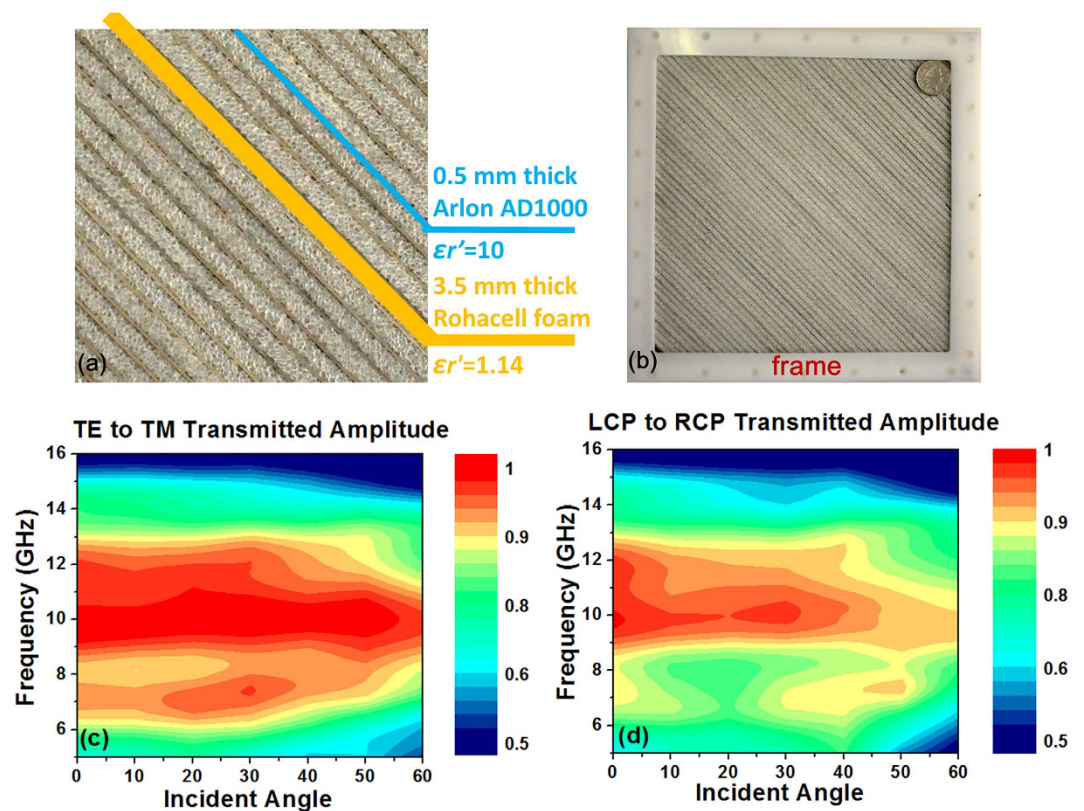 0.5 mm thick
Arlon AD1000
εr'=10
3.5 mm thick
Rohacell foam
εr'=1.14
(a)
(b)
frame
TE to TM Transmitted Amplitude
16
14
12
10
8
6
Frequency (GHz)
(c)
0 10 20 30 40 50 60
Incident Angle
1
0.9
0.8
0.6
0.5
LCP to RCP Transmitted Amplitude
16
14
12
10
8
6
Frequency (GHz)
(d)
0 10 20 30 40 50 60
Incident Angle
1
0.9
0.8
0.6
0.5